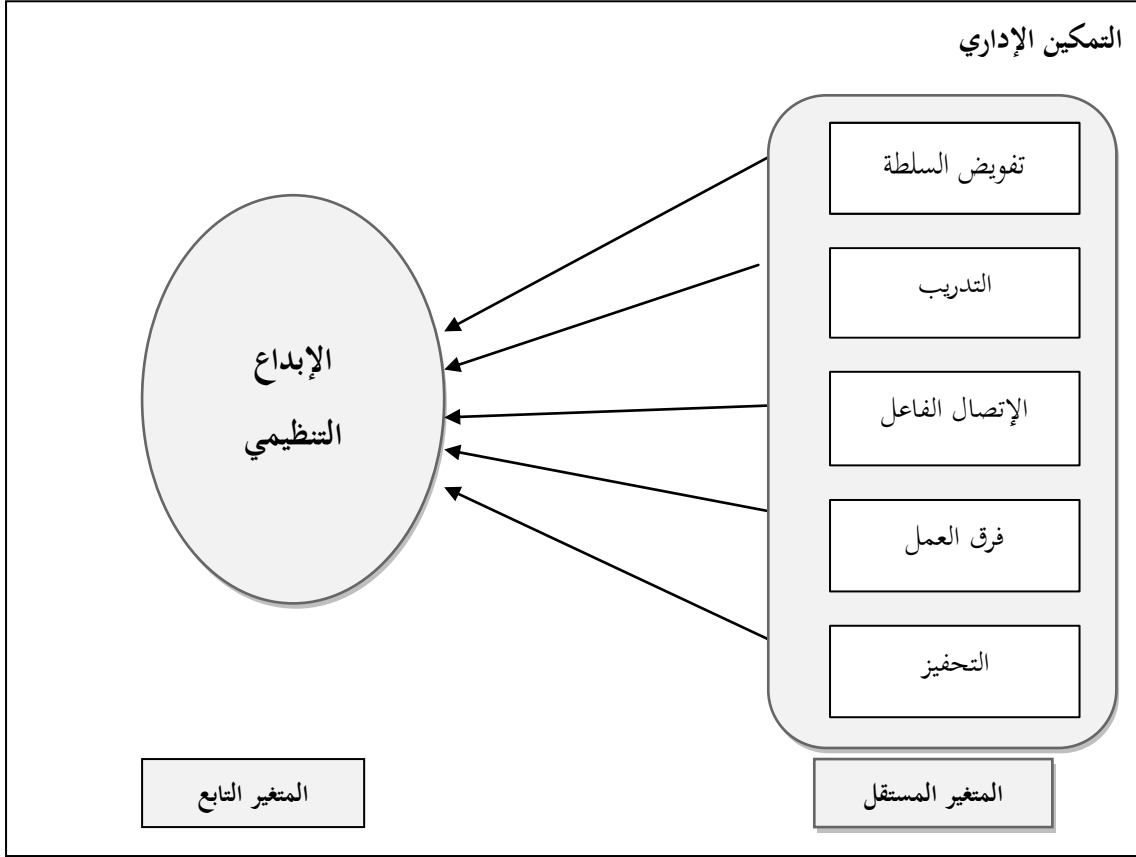 التمكين الإداري
تفويض السلطة
التدريب
الإتصال الفاعل
فرق العمل
التحفيز
الإبداع
التنظيمي
المتغير المستقل
المتغير التابع